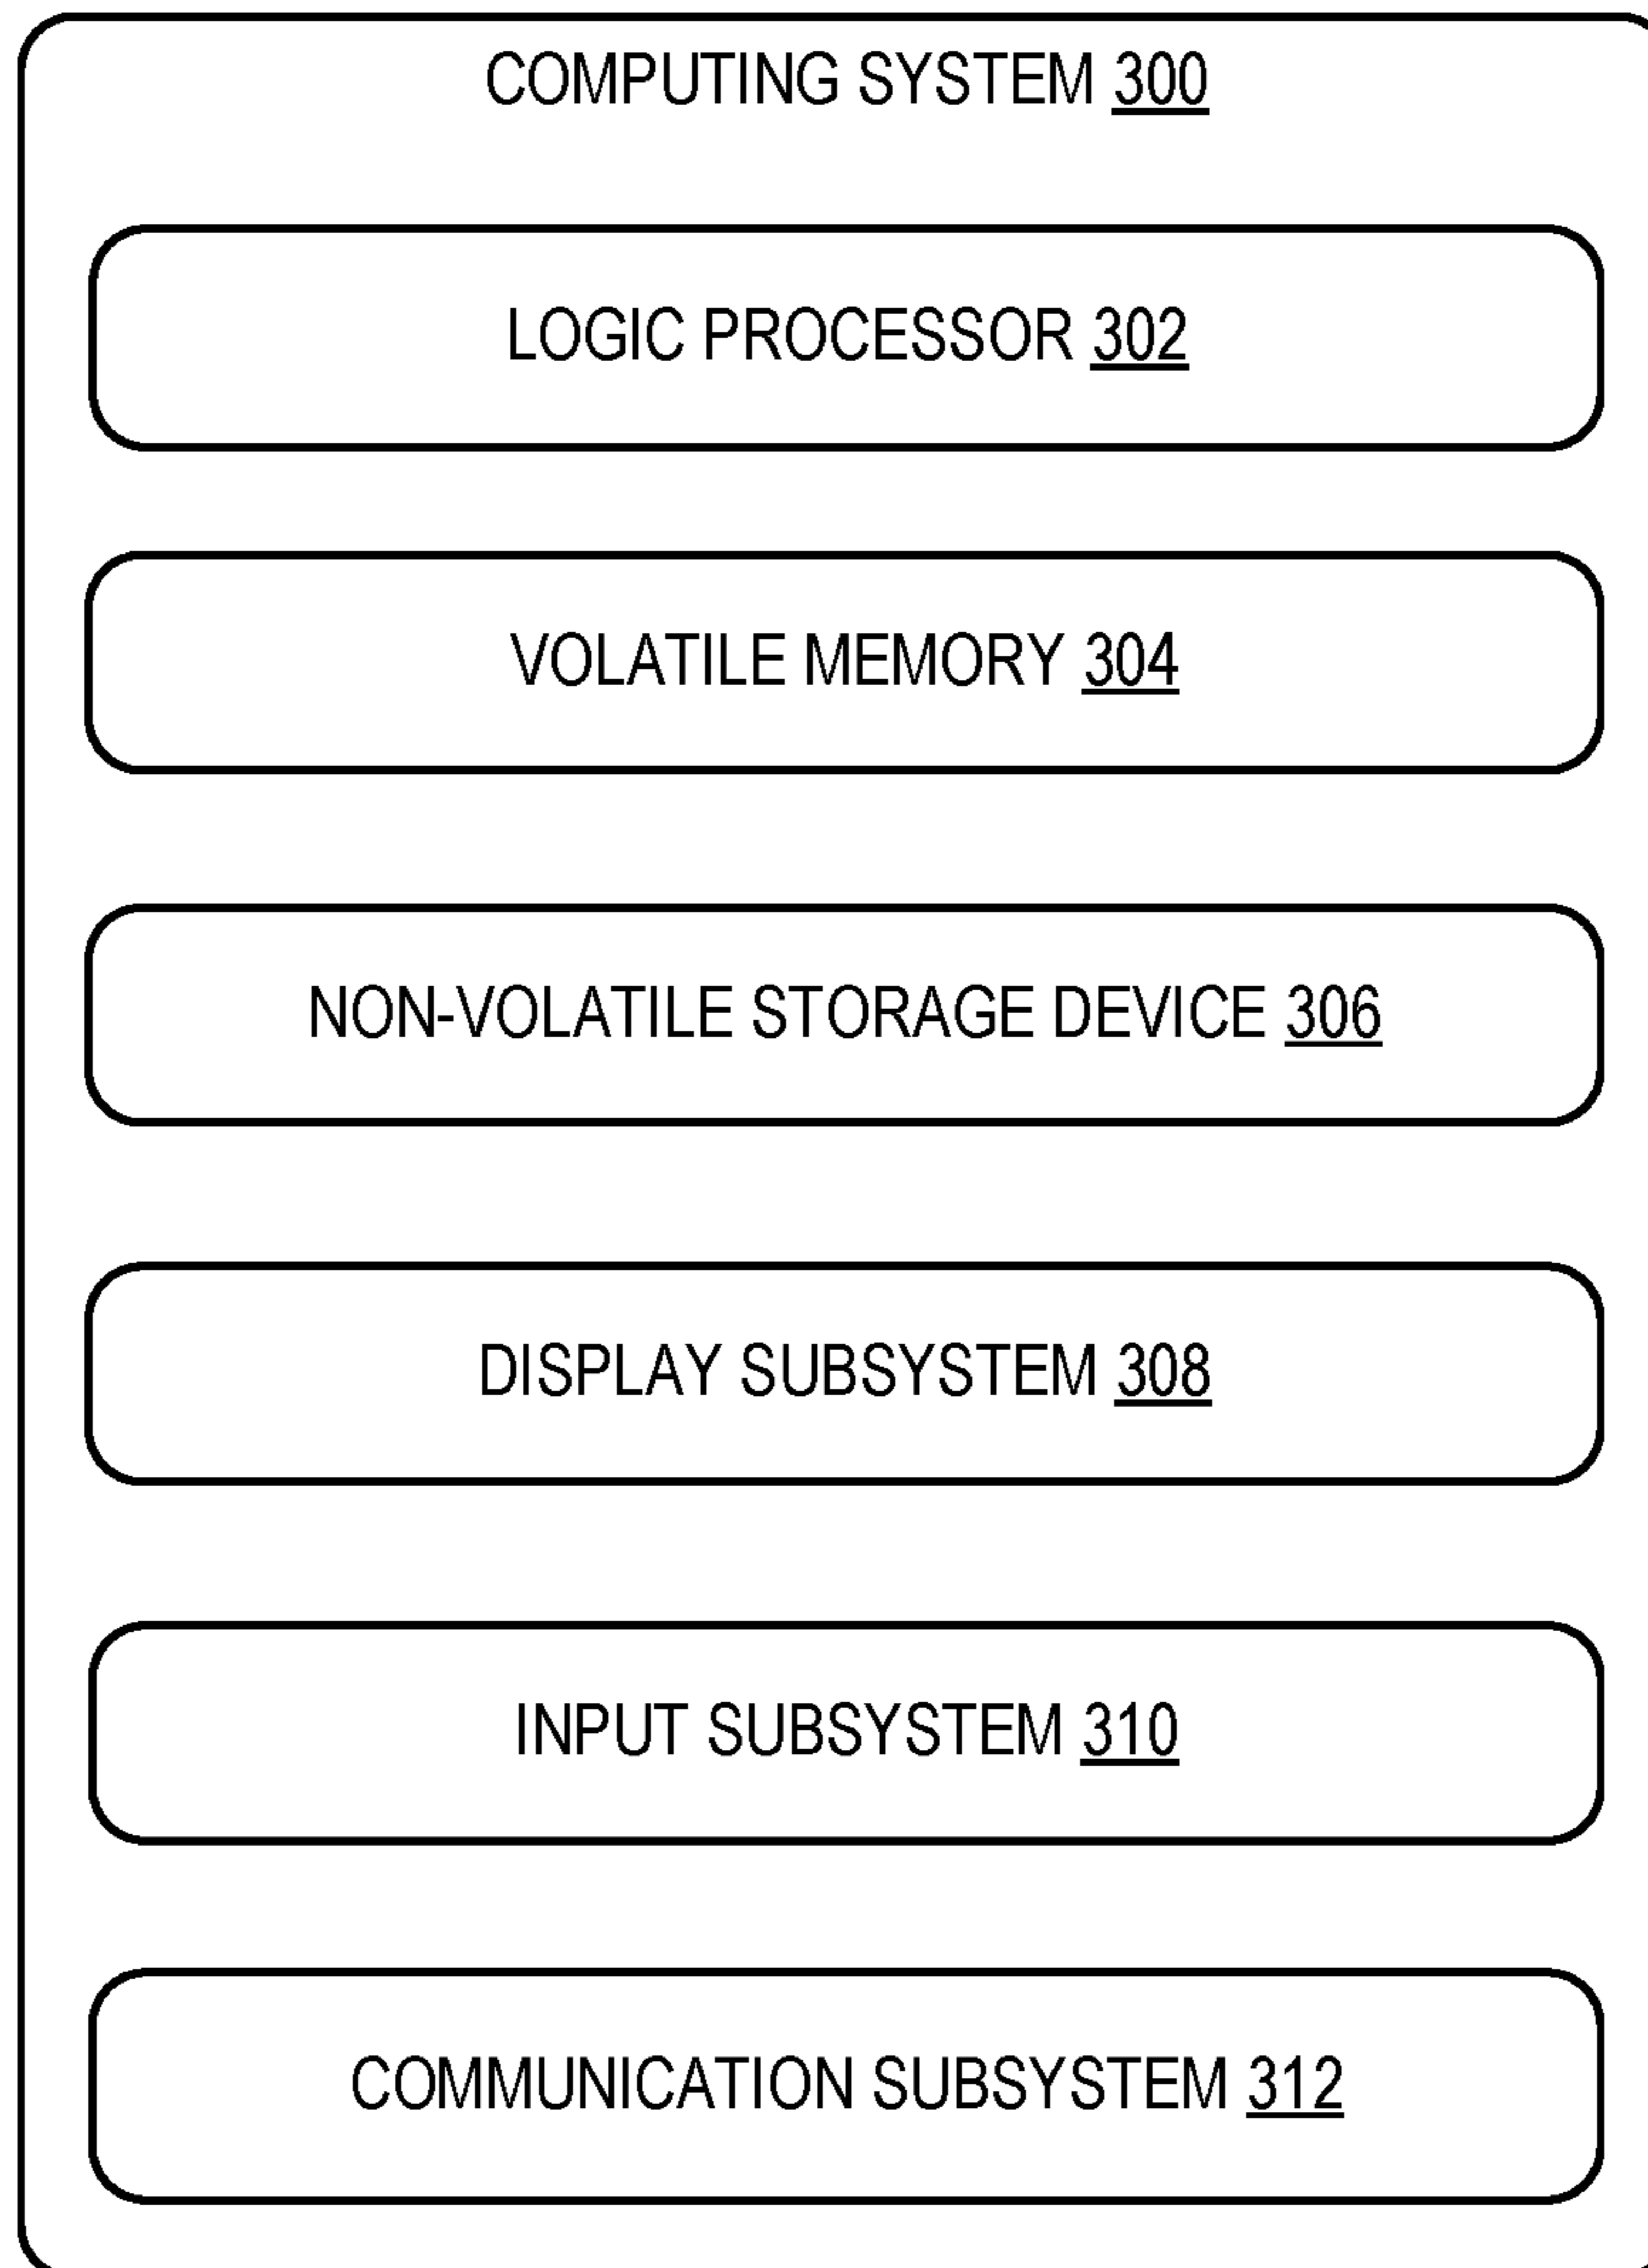 COMPUTING SYSTEM 300
LOGIC PROCESSOR 302
VOLATILE MEMORY 304
NON-VOLATILE STORAGE DEVICE 306
DISPLAY SUBSYSTEM 308
INPUT SUBSYSTEM 310
COMMUNICATION SUBSYSTEM 312